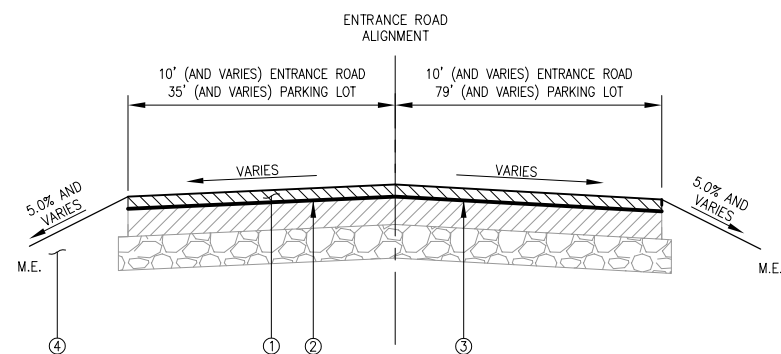 ENTRANCE ROAD
ALIGNMENT
10' (AND VARIES) ENTRANCE ROAD
35' (AND VARIES) PARKING LOT
10' (AND VARIES) ENTRANCE ROAD
79' (AND VARIES) PARKING LOT
VARIES
VARIES
5.0% AND
VARIES
5.0% AND
VARIES
M.E.
M.E.
4
1
2
3